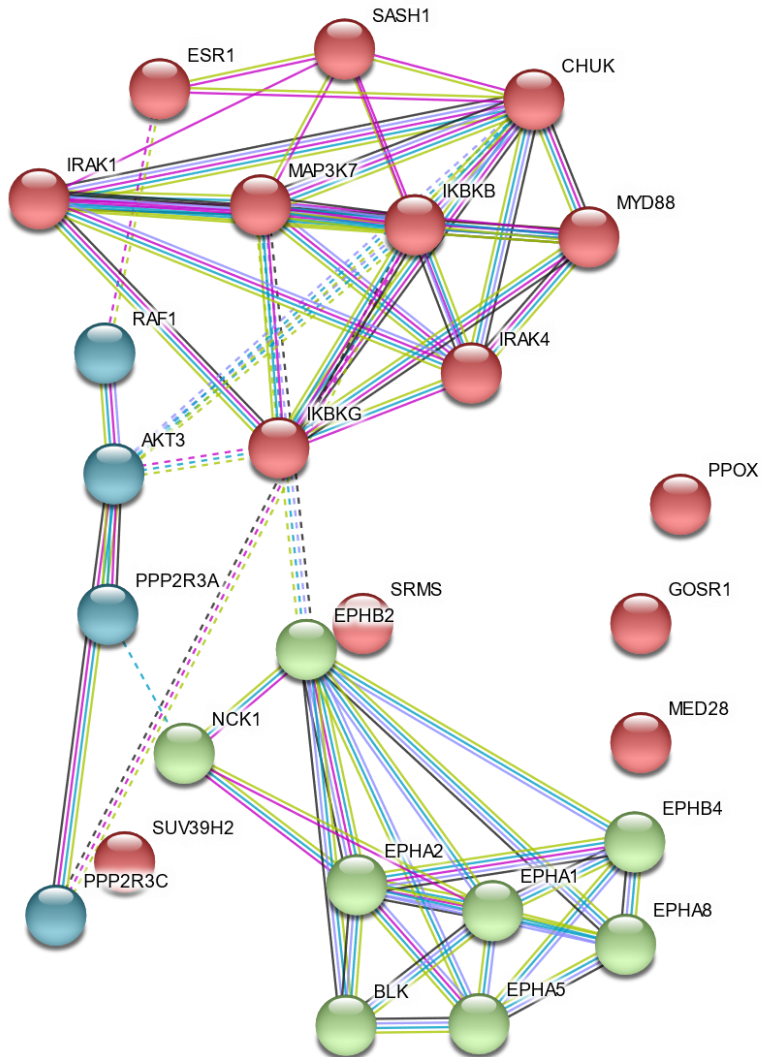 SASH1
ESR1
CHUK
IRAK1
MAP3K7
IKBKB
MYD88
RAF1
IRAK4
IKBKG
AKT3
PPOX
PPP2R3A
SRMS
GOSR1
EPHB2
NCK1
MED28
EPHB4
SUV39H2
EPHA2
PPP2R3C
EPHA1
EPHA8
BLK
EPHA5